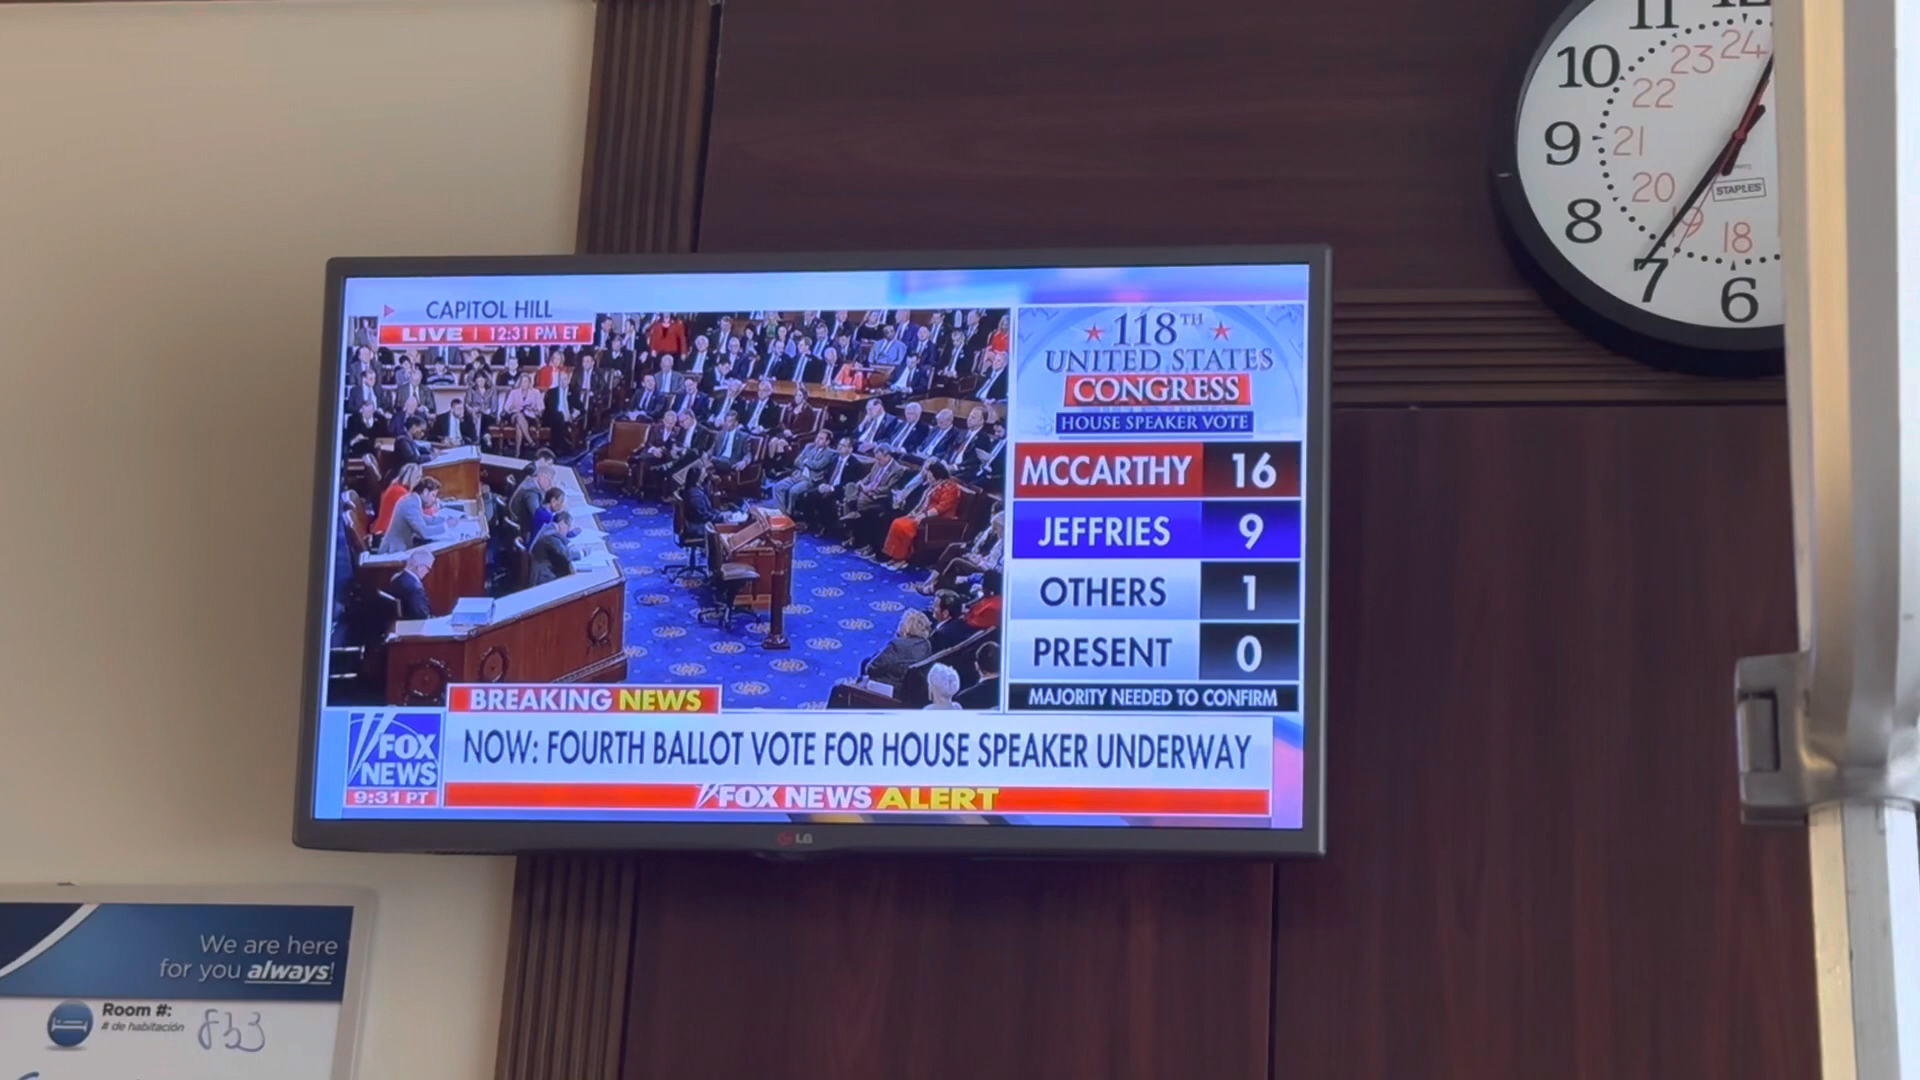 CAPITOL HILL
LIVE | 12:31 PM ET
118TH
UNITED STATES
CONGRESS
HOUSE SPEAKER VOTE
MCCARTHY 16
JEFFRIES 9
OTHERS 1
PRESENT 0
MAJORITY NEEDED TO CONFIRM
BREAKING NEWS
NOW: FOURTH BALLOT VOTE FOR HOUSE SPEAKER UNDERWAY
FOX
NEWS
9:31 PT
FOX NEWS ALERT
LG
11 12
10
9
8
7
6
24
23
22
21
20
19
18
STAPLES
We are here
for you always!
Room #:
# de habitación
833